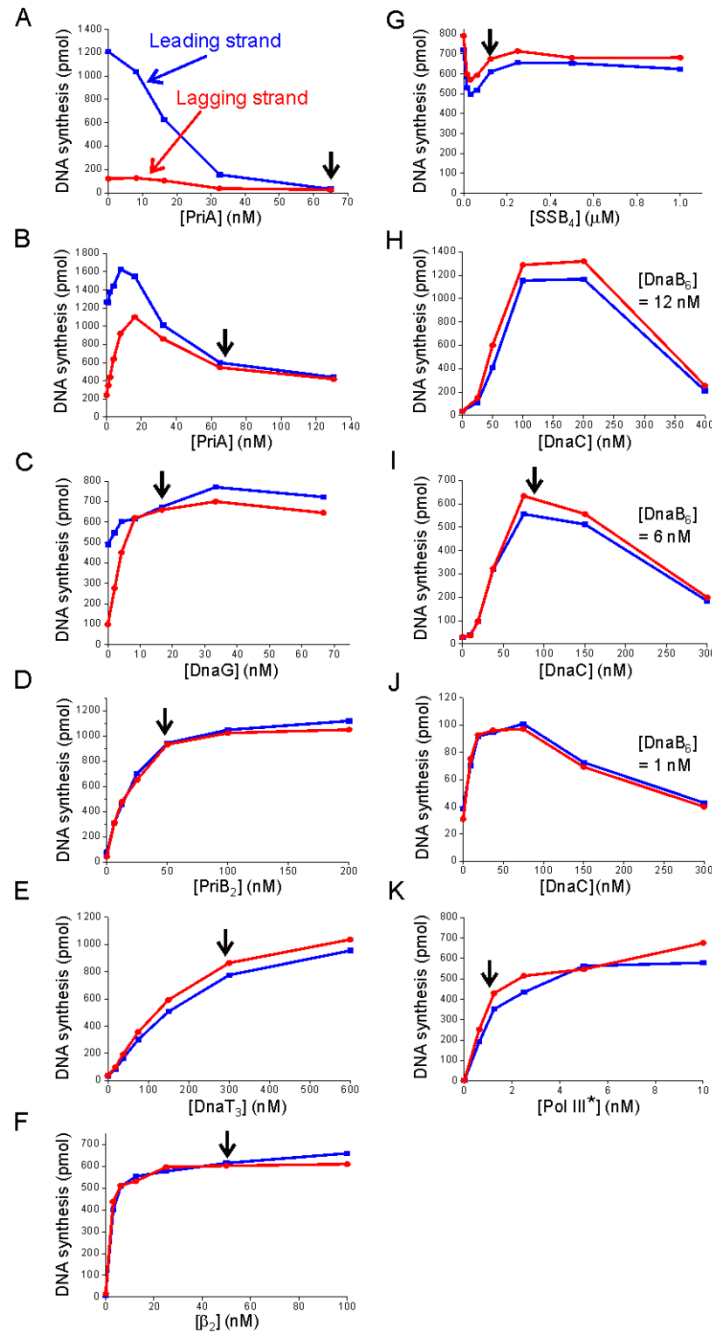 A
DNA synthesis (pmol)
1400
1200
1000
800
600
400
200
0
Leading strand
Lagging strand
0 10 20 30 40 50 60 70
[PriA] (nM)
B
DNA synthesis (pmol)
1800
1600
1400
1200
1000
800
600
400
200
0
0 20 40 60 80 100 120 140
[PriA] (nM)
C
DNA synthesis (pmol)
800
700
600
500
400
300
200
100
0
0 10 20 30 40 50 60 70
[DnaG] (nM)
D
DNA synthesis (pmol)
1200
1000
900
800
700
600
500
400
300
200
100
0
0 50 100 150 200
[PriB₂] (nM)
E
DNA synthesis (pmol)
1200
1000
800
600
400
200
0
0 100 200 300 400 500 600
[DnaT₃] (nM)
F
DNA synthesis (pmol)
700
600
500
400
300
200
100
0
0 20 40 60 80 100
[β₂] (nM)
G
DNA synthesis (pmol)
800
700
600
500
400
300
200
100
0
0.0 0.2 0.4 0.6 0.8 1.0
[SSB₄] (μM)
H
DNA synthesis (pmol)
1400
1200
1000
800
600
400
200
0
[DnaB₆]
= 12 nM
0 50 100 150 200 250 300 350 400
[DnaC] (nM)
I
DNA synthesis (pmol)
700
600
500
400
300
200
100
0
[DnaB₆]
= 6 nM
0 50 100 150 200 250 300
[DnaC] (nM)
J
DNA synthesis (pmol)
120
100
80
60
40
20
0
[DnaB₆]
= 1 nM
0 50 100 150 200 250 300
[DnaC] (nM)
K
DNA synthesis (pmol)
800
700
600
500
400
300
200
100
0
0 2.5 5.0 7.5 10
[Pol III*] (nM)